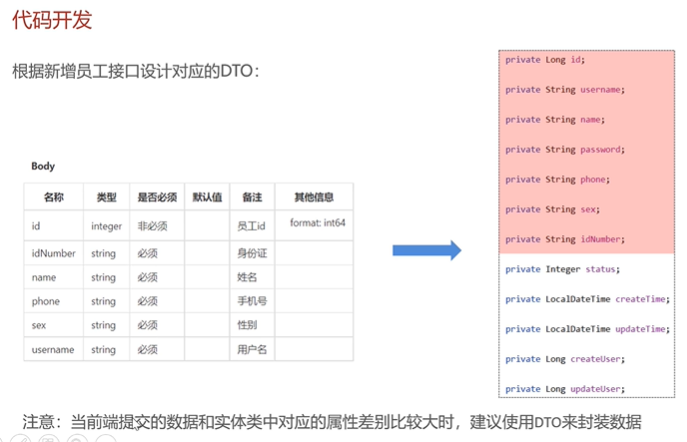 代码开发
根据新增员工接口设计对应的DTO：
Body
名称 类型 是否必须 默认值 备注 其他信息
id integer 非必须 员工id format: int64
idNumber string 必须 身份证
name string 必须 姓名
phone string 必须 手机号
sex string 必须 性别
username string 必须 用户名
private Long id;
private String username;
private String name;
private String password;
private String phone;
private String sex;
private String idNumber;
private Integer status;
private LocalDateTime createTime;
private LocalDateTime updateTime;
private Long createUser;
private Long updateUser;
注意：当前端提交的数据和实体类中对应的属性差别比较大时，建议使用DTO来封装数据